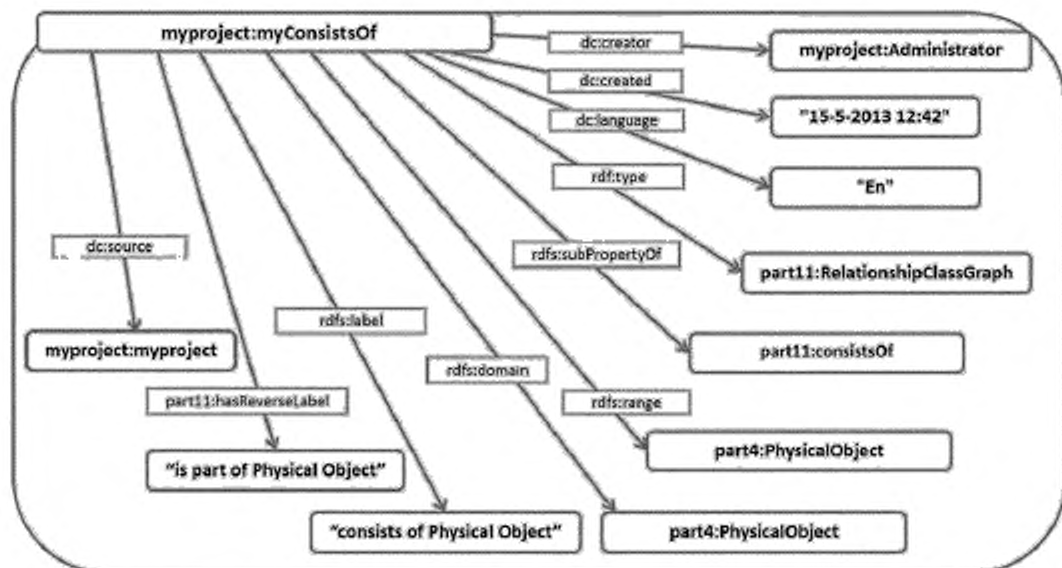 myproject:myConsistsOf
dc:creator
myproject:Administrator
dc:created
"15-5-2013 12:42"
dc:language
"En"
rdf:type
part11:RelationshipClassGraph
dc:source
rdfs:subPropertyOf
myproject:myproject
rdfs:label
part11:consistsOf
rdfs:domain
part11:hasReverseLabel
rdfs:range
part4:PhysicalObject
"is part of Physical Object"
"consists of Physical Object"
part4:PhysicalObject